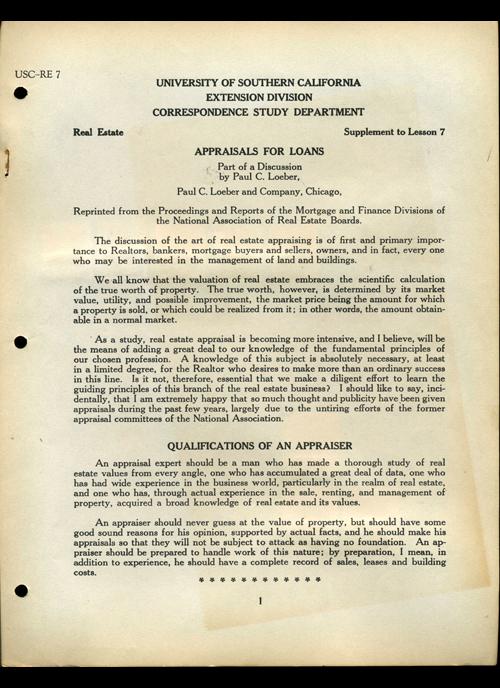 USC-RE 7
UNIVERSITY OF SOUTHERN CALIFORNIA
EXTENSION DIVISION
CORRESPONDENCE STUDY DEPARTMENT
Real Estate Supplement to Lesson 7
APPRAISALS FOR LOANS
Part of a Discussion
by Paul C. Loeber,
Paul C. Loeber and Company, Chicago,
Reprinted from the Proceedings and Reports of the Mortgage and Finance Divisions of
the National Association of Real Estate Boards.
The discussion of the art of real estate appraising is of first and primary impor-
tance to Realtors, bankers, mortgage buyers and sellers, owners, and in fact, every one
who may be interested in the management of land and buildings.
We all know that the valuation of real estate embraces the scientific calculation
of the true worth of property. The true worth, however, is determined by its market
value, utility, and possible improvement, the market price being the amount for which
a property is sold, or which could be realized from it; in other words, the amount obtain-
able in a normal market.
As a study, real estate appraisal is becoming more intensive, and I believe, will be
the means of adding a great deal to our knowledge of the fundamental principles of
our chosen profession. A knowledge of this subject is absolutely necessary, at least
in a limited degree, for the Realtor who desires to make more than an ordinary success
in this line. Is it not, therefore, essential that we make a diligent effort to learn the
guiding principles of this branch of the real estate business? I should like to say, inci-
dentally, that I am extremely happy that so much thought and publicity have been given
appraisals during the past few years, largely due to the untiring efforts of the former
appraisal committees of the National Association.
QUALIFICATIONS OF AN APPRAISER
An appraisal expert should be a man who has made a thorough study of real
estate values from every angle, one who has accumulated a great deal of data, one who
has had wide experience in the business world, particularly in the realm of real estate,
and one who has, through actual experience in the sale, renting, and management of
property, acquired a broad knowledge of real estate and its values.
An appraiser should never guess at the value of property, but should have some
good sound reasons for his opinion, supported by actual facts, and he should make his
appraisals so that they will not be subject to attack as having no foundation. An ap-
praiser should be prepared to handle work of this nature; by preparation, I mean, in
addition to experience, he should have a complete record of sales, leases and building
costs.
* * * * * * * * * * * *
1